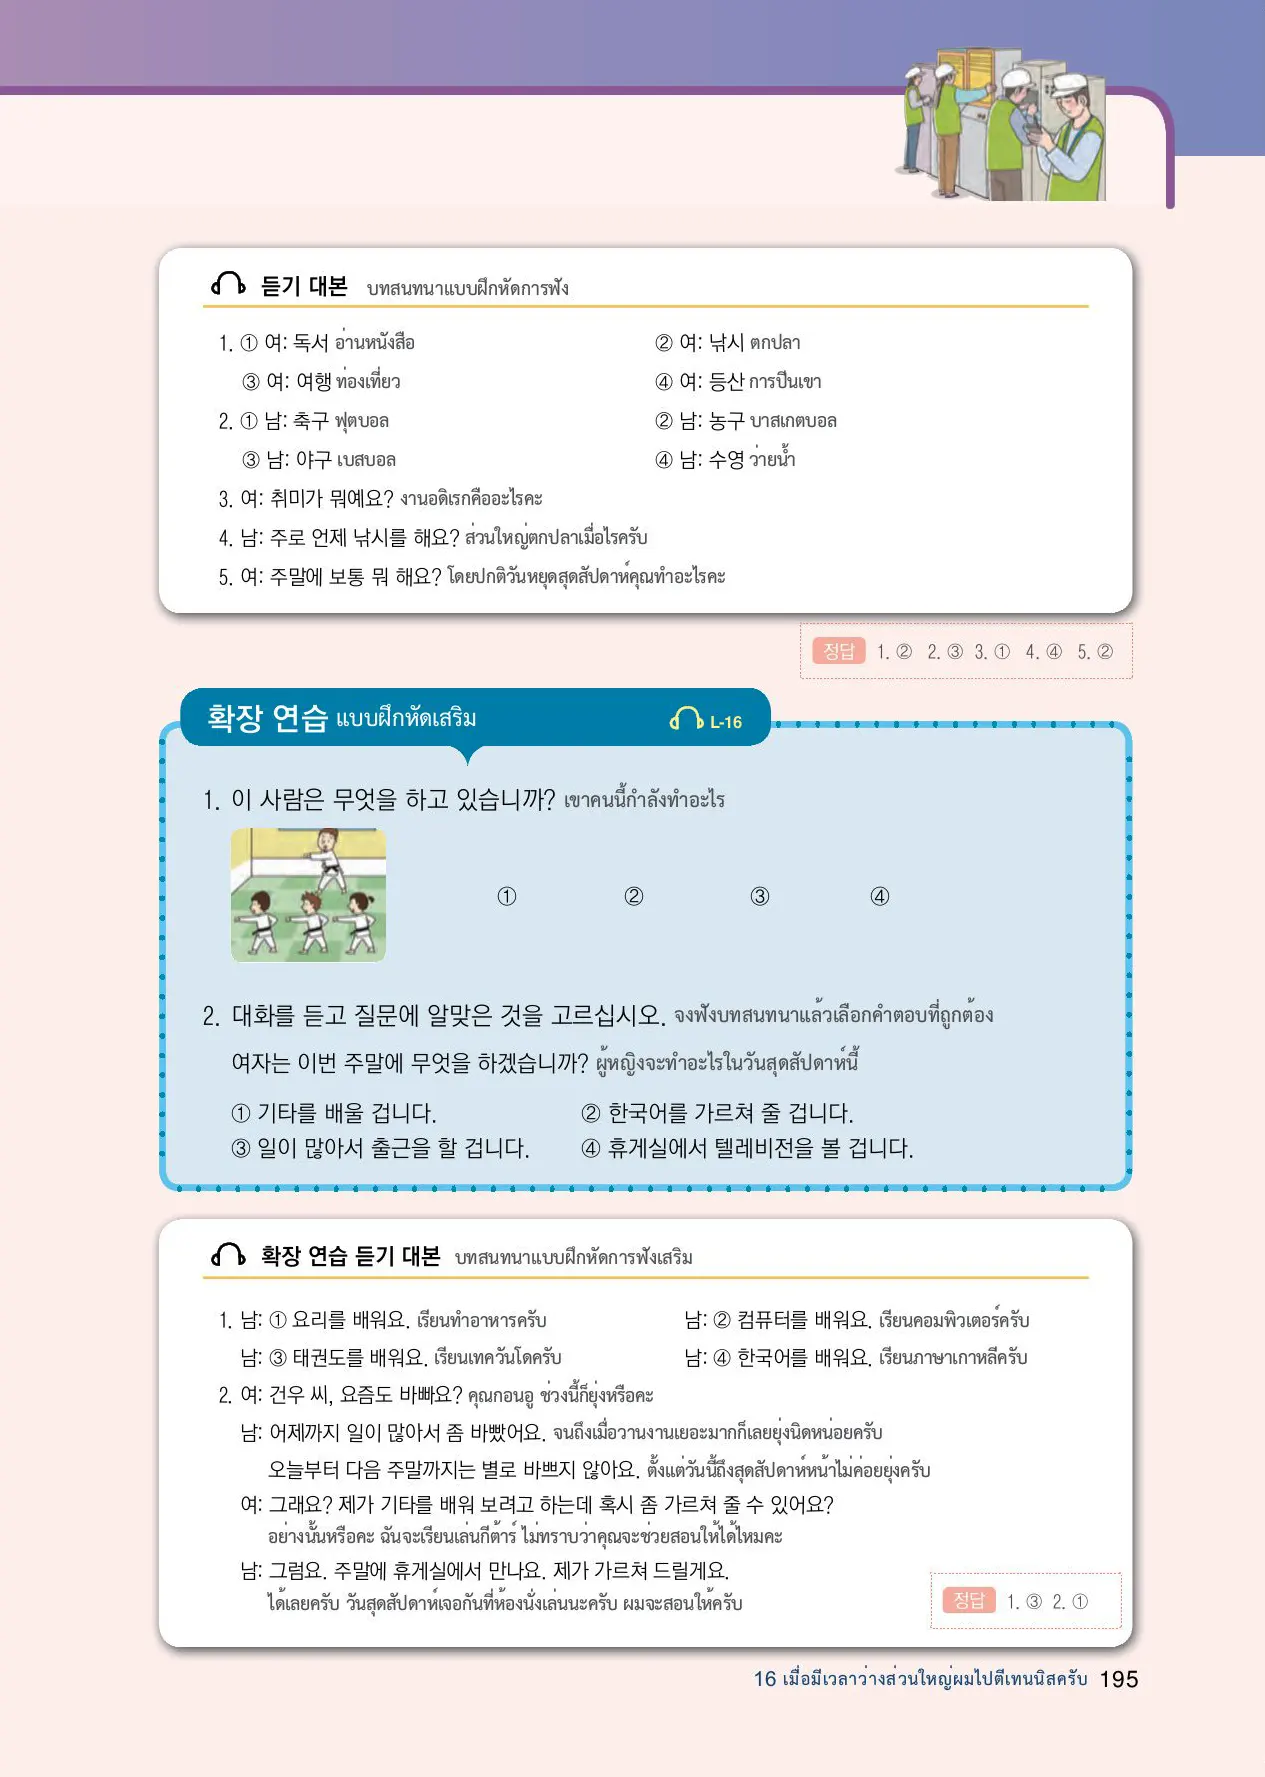 듣기 대본 บทสนทนาแบบฝึกหัดการฟัง
1. ① 여: 독서 อ่านหนังสือ ② 여: 낚시 ตกปลา
③ 여: 여행 ท่องเที่ยว ④ 여: 등산 การปีนเขา
2. ① 남: 축구 ฟุตบอล ② 남: 농구 บาสเกตบอล
③ 남: 야구 เบสบอล ④ 남: 수영 ว่ายน้ำ
3. 여: 취미가 뭐예요? งานอดิเรกคืออะไรคะ
4. 남: 주로 언제 낚시를 해요? ส่วนใหญ่ตกปลาเมื่อไรครับ
5. 여: 주말에 보통 뭐 해요? โดยปกติวันหยุดสุดสัปดาห์คุณทำอะไรคะ
정답 1. ② 2. ③ 3. ① 4. ④ 5. ②
확장 연습 แบบฝึกหัดเสริม L-16
1. 이 사람은 무엇을 하고 있습니까? เขาคนนี้กำลังทำอะไร
① ② ③ ④
2. 대화를 듣고 질문에 알맞은 것을 고르십시오. จงฟังบทสนทนาแล้วเลือกคำตอบที่ถูกต้อง
여자는 이번 주말에 무엇을 하겠습니까? ผู้หญิงจะทำอะไรในวันสุดสัปดาห์นี้
① 기타를 배울 겁니다. ② 한국어를 가르쳐 줄 겁니다.
③ 일이 많아서 출근을 할 겁니다. ④ 휴게실에서 텔레비전을 볼 겁니다.
확장 연습 듣기 대본 บทสนทนาแบบฝึกหัดการฟังเสริม
1. 남: ① 요리를 배워요. เรียนทำอาหารครับ 남: ② 컴퓨터를 배워요. เรียนคอมพิวเตอร์ครับ
남: ③ 태권도를 배워요. เรียนเทควันโดครับ 남: ④ 한국어를 배워요. เรียนภาษาเกาหลีครับ
2. 여: 건우 씨, 요즘도 바빠요? คุณกอนอู ช่วงนี้ก็ยุ่งหรือคะ
남: 어제까지 일이 많아서 좀 바빴어요. จนถึงเมื่อวานงานเยอะมากก็เลยยุ่งนิดหน่อยครับ
오늘부터 다음 주말까지는 별로 바쁘지 않아요. ตั้งแต่วันนี้ถึงสุดสัปดาห์หน้าไม่ค่อยยุ่งครับ
여: 그래요? 제가 기타를 배워 보려고 하는데 혹시 좀 가르쳐 줄 수 있어요?
อย่างนั้นหรือคะ ฉันจะเรียนเล่นกีต้าร์ ไม่ทราบว่าคุณจะช่วยสอนให้ได้ไหมคะ
남: 그럼요. 주말에 휴게실에서 만나요. 제가 가르쳐 드릴게요.
ได้เลยครับ วันสุดสัปดาห์เจอกันที่ห้องนั่งเล่นนะครับ ผมจะสอนให้ครับ
정답 1. ③ 2. ①
16 เมื่อมีเวลาว่างส่วนใหญ่ผมไปตีเทนนิสครับ 195